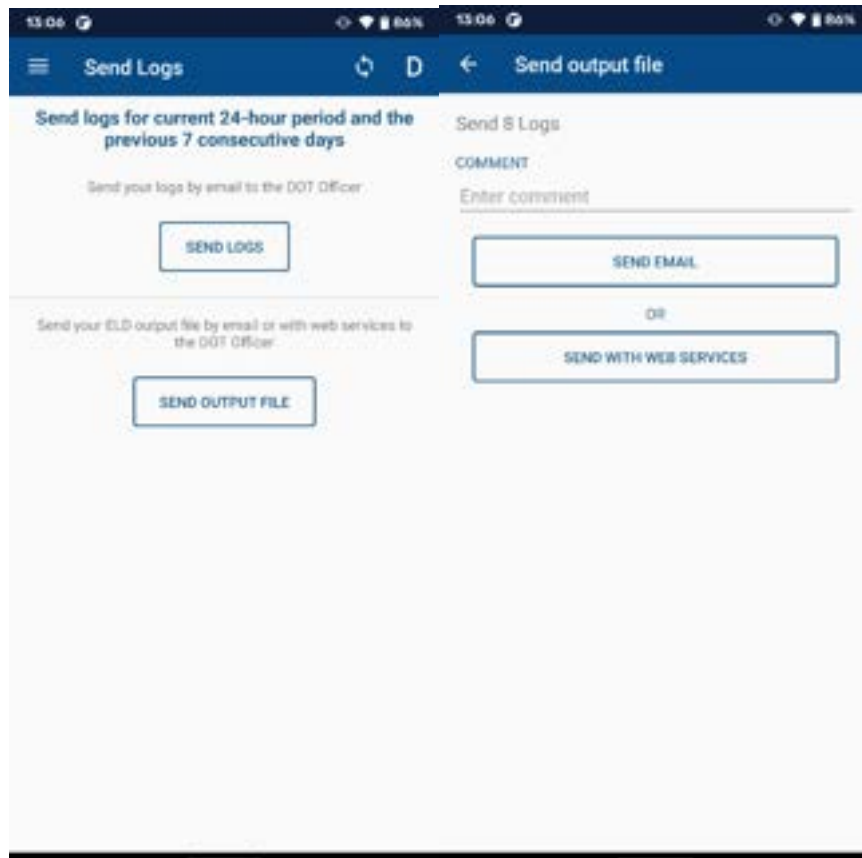 13:06
86%
Send Logs
D
Send logs for current 24-hour period and the
previous 7 consecutive days
Send your logs by email to the DOT Officer
SEND LOGS
Send your ELD output file by email or with web services to
the DOT Officer
SEND OUTPUT FILE
13:06
86%
Send output file
Send 8 Logs
COMMENT
Enter comment
SEND EMAIL
OR
SEND WITH WEB SERVICES